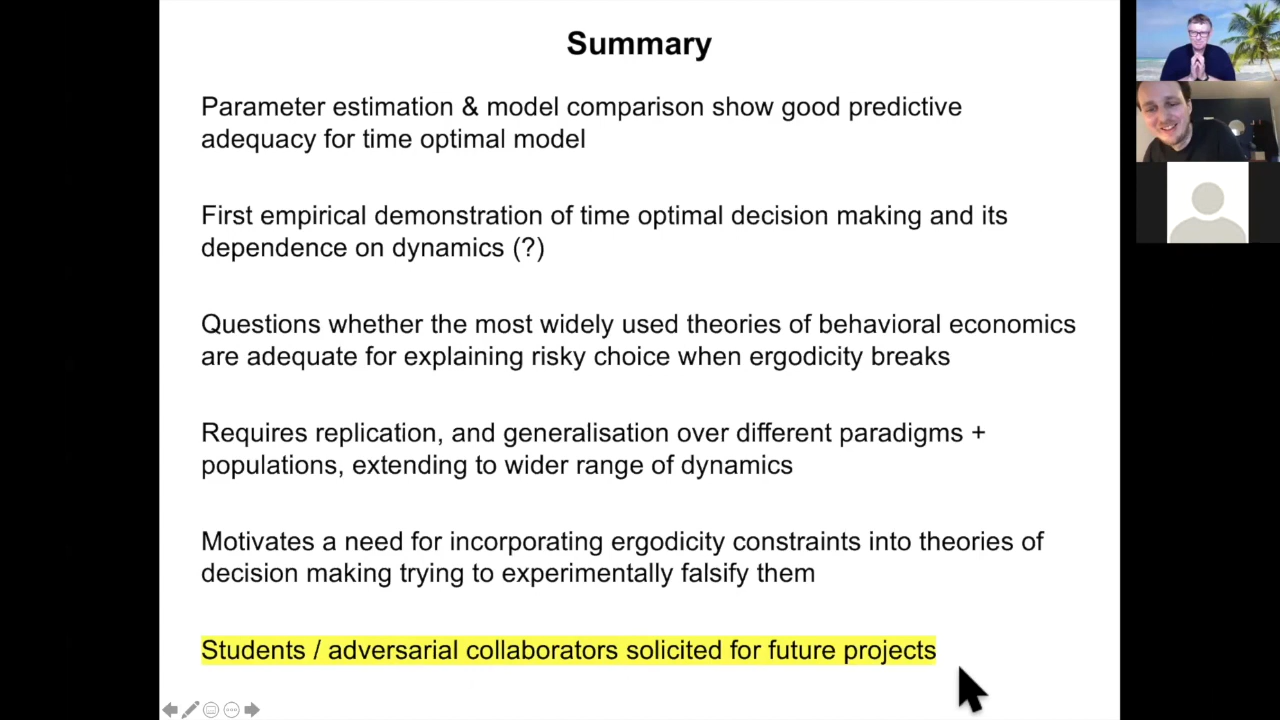 Summary
Parameter estimation & model comparison show good predictive
adequacy for time optimal model
First empirical demonstration of time optimal decision making and its
dependence on dynamics (?)
Questions whether the most widely used theories of behavioral economics
are adequate for explaining risky choice when ergodicity breaks
Requires replication, and generalisation over different paradigms +
populations, extending to wider range of dynamics
Motivates a need for incorporating ergodicity constraints into theories of
decision making trying to experimentally falsify them
Students / adversarial collaborators solicited for future projects